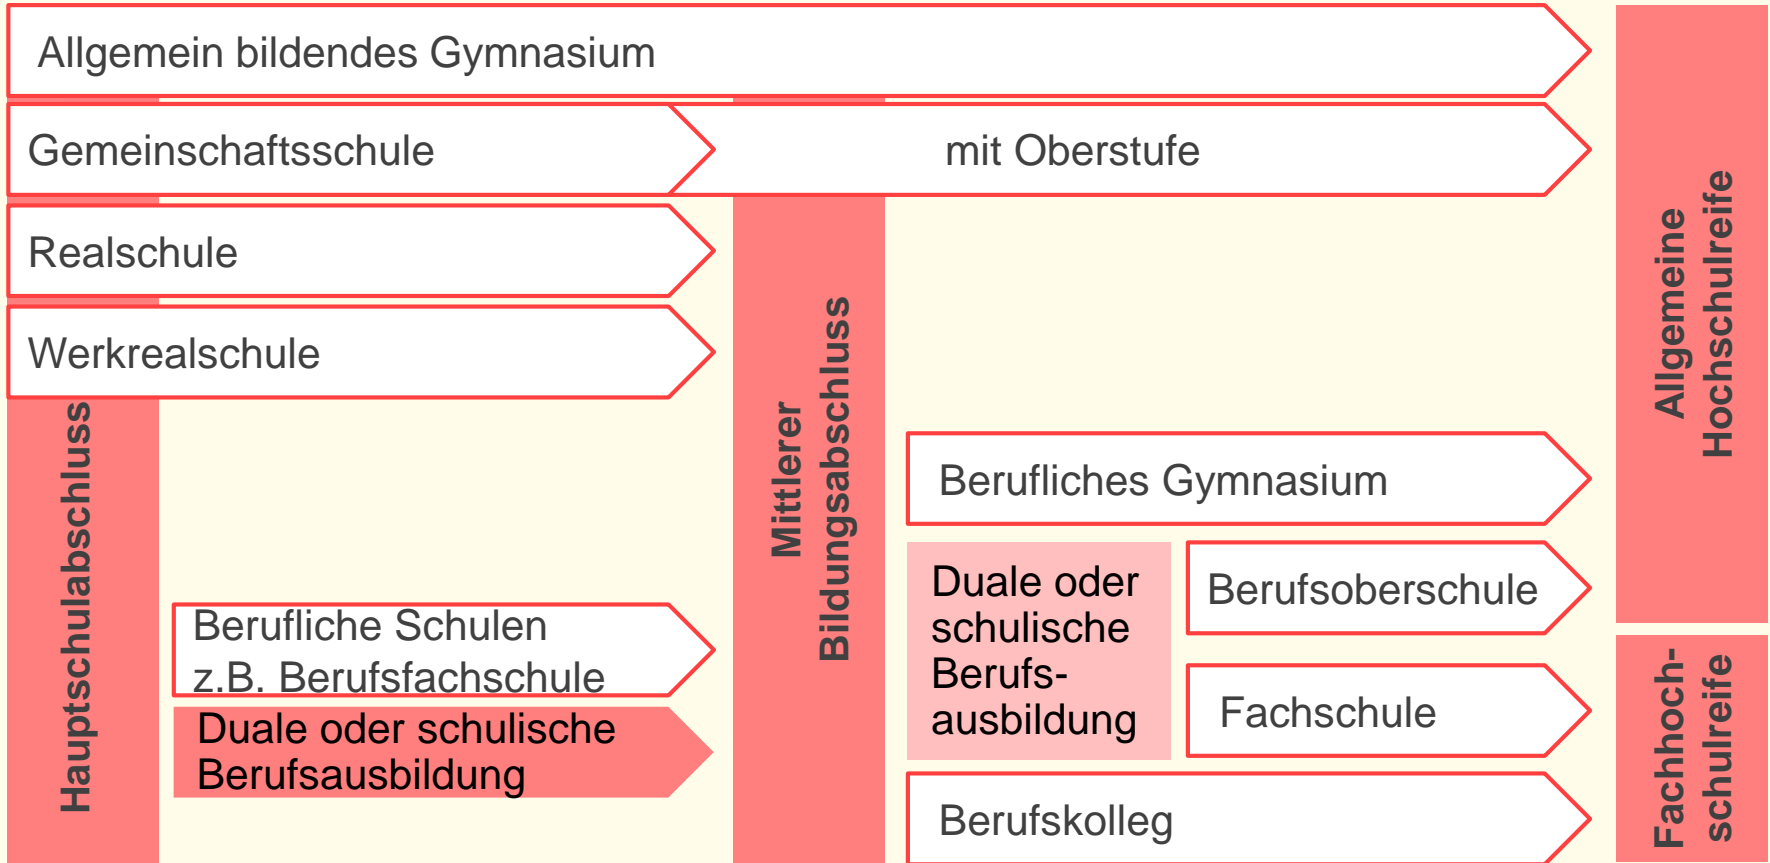 Allgemein bildendes Gymnasium
Gemeinschaftsschule
mit Oberstufe
Realschule
Werkrealschule
Hauptschulabschluss
Berufliche Schulen
z.B. Berufsfachschule
Duale oder schulische
Berufsausbildung
Mittlerer
Bildungsabschluss
Berufliches Gymnasium
Duale oder
schulische
Berufs-
ausbildung
Berufsoberschule
Fachschule
Berufskolleg
Allgemeine
Hochschulreife
Fachhoch-
schulreife